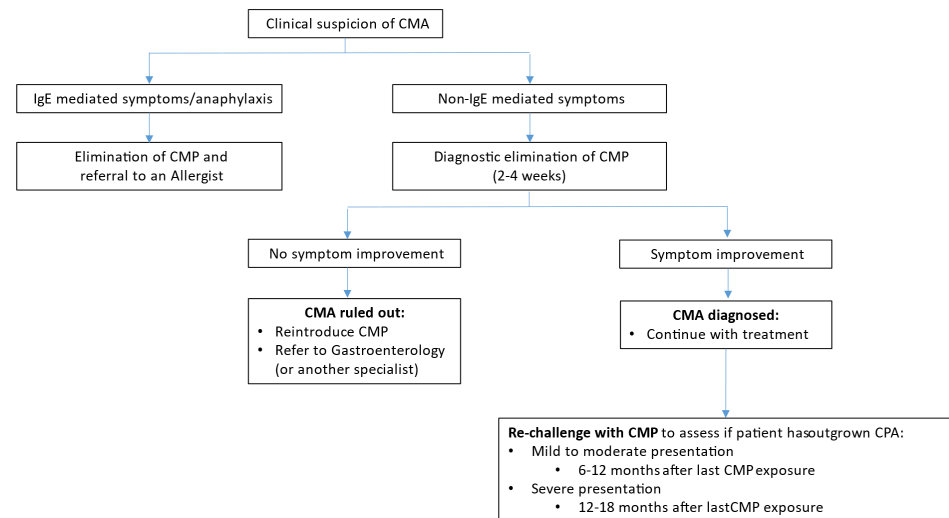 Clinical suspicion of CMA
IgE mediated symptoms/anaphylaxis
Non-IgE mediated symptoms
Elimination of CMP and
referral to an Allergist
Diagnostic elimination of CMP
(2-4 weeks)
No symptom improvement
Symptom improvement
CMA ruled out:
• Reintroduce CMP
• Refer to Gastroenterology
(or another specialist)
CMA diagnosed:
• Continue with treatment
Re-challenge with CMP to assess if patient hasoutgrown CPA:
• Mild to moderate presentation
• 6-12 months after last CMP exposure
• Severe presentation
• 12-18 months after lastCMP exposure